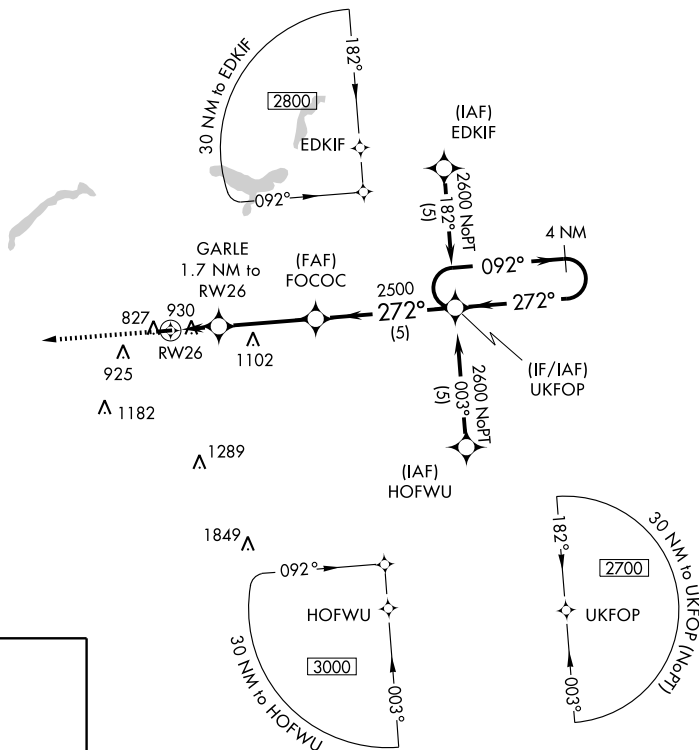 30 NM to EDKIF
182°
2800
EDKIF
092°
(IAF)
EDKIF
2600 NoPT
182°
(5)
4 NM
092°
272°
GARLE
1.7 NM to
RW26
(FAF)
FOCOC
2500
272°
(5)
827
930
RW26
1102
925
1182
(IF/IAF)
UKFOP
2600 NoPT
003°
(5)
1289
(IAF)
HOFWU
1849
092°
HOFWU
3000
003°
30 NM to HOFWU
182°
2700
UKFOP
003°
30 NM to UKFOP (NoPT)